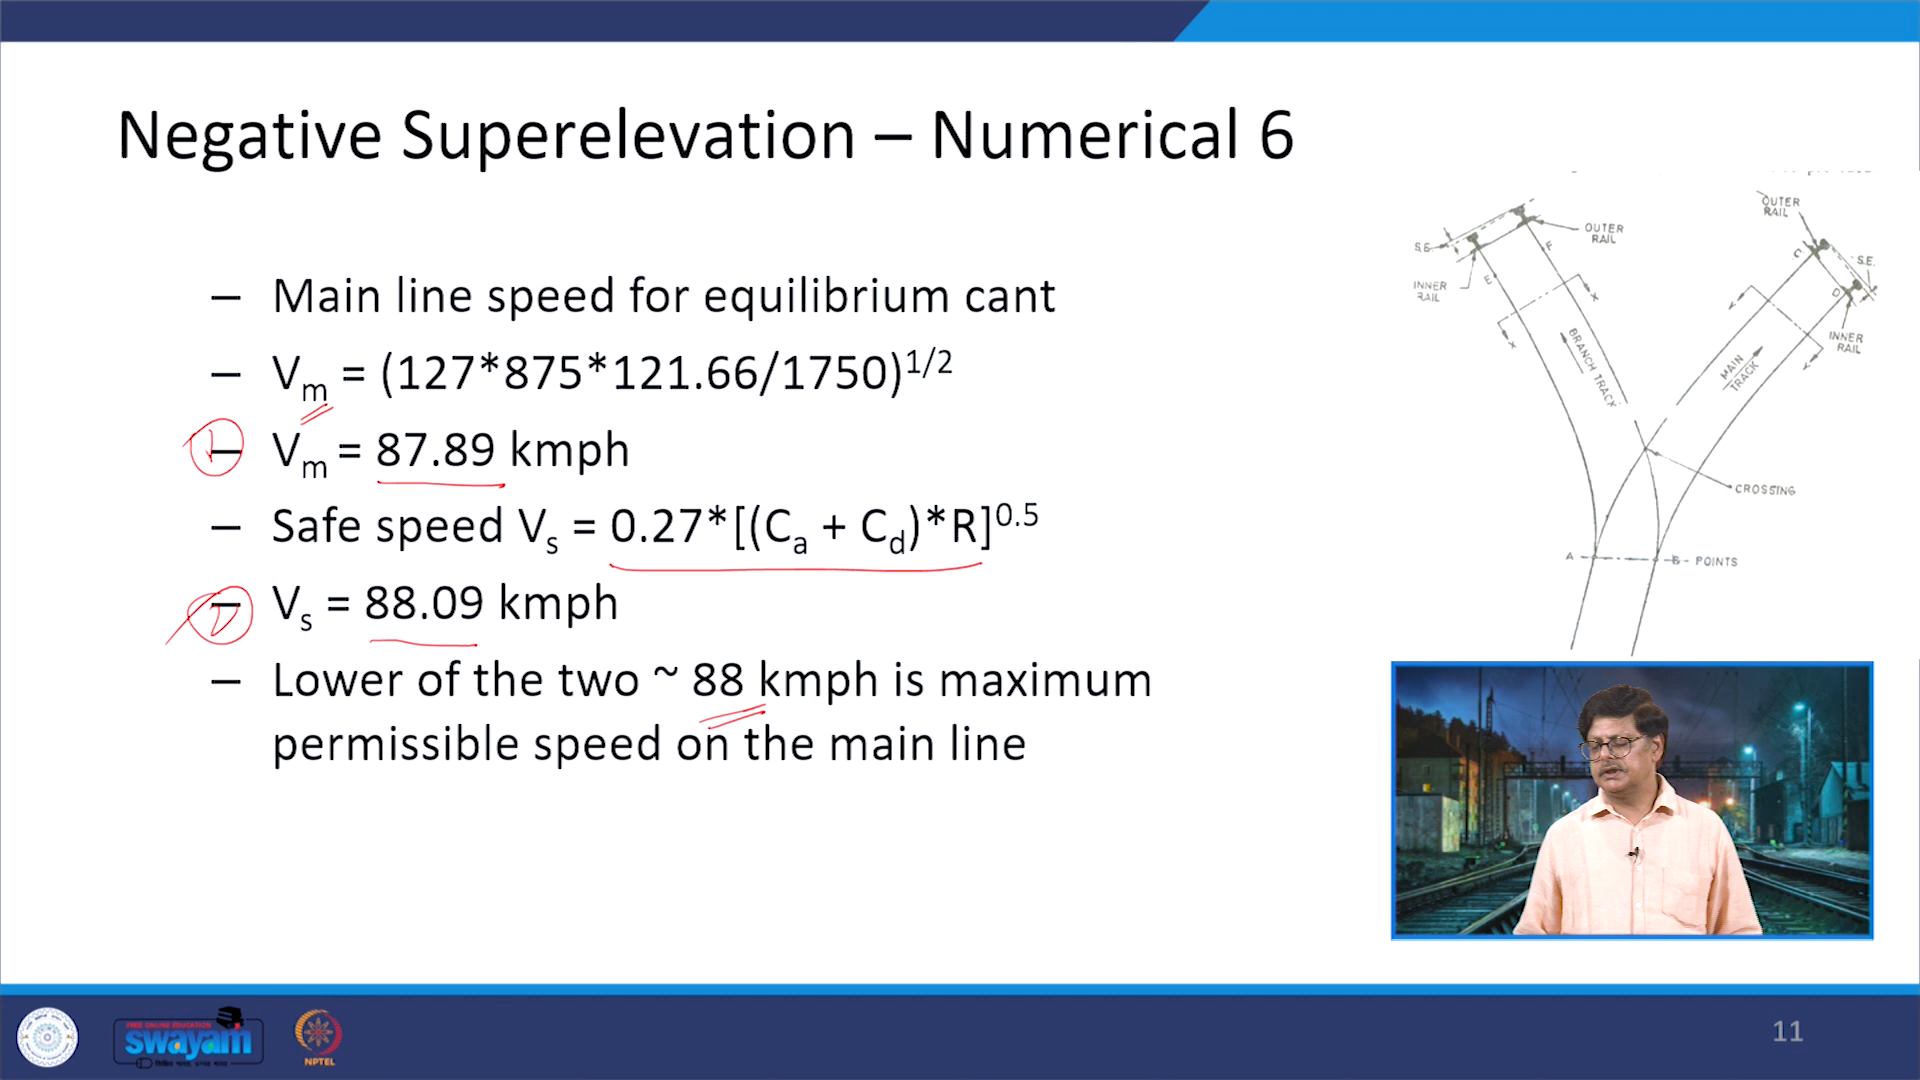 Negative Superelevation – Numerical 6
– Main line speed for equilibrium cant
– Vm = (127*875*121.66/1750)1/2
– Vm = 87.89 kmph
– Safe speed Vs = 0.27*[(Ca + Cd)*R]0.5
– Vs = 88.09 kmph
– Lower of the two ~ 88 kmph is maximum
permissible speed on the main line
OUTER
RAIL
S.E.
INNER
RAIL
E
F
X
X
BRANCH TRACK
OUTER
RAIL
C
S.E.
D
INNER
RAIL
MAIN
TRACK
CROSSING
A
B - POINTS
FREE ONLINE EDUCATION
swayam
NPTEL
11